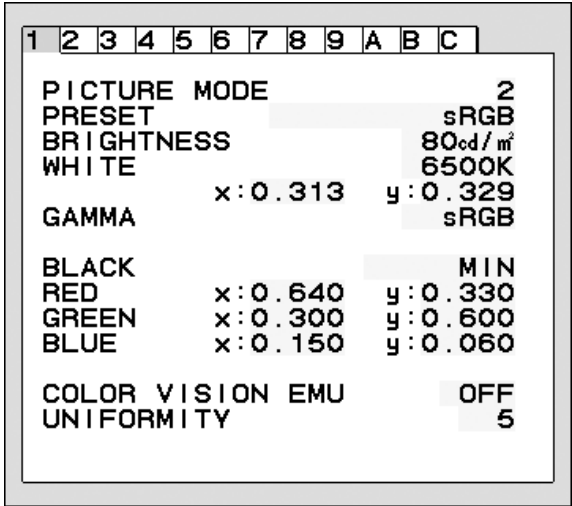 1 2 3 4 5 6 7 8 9 A B C
PICTURE MODE 2
PRESET sRGB
BRIGHTNESS 80cd/㎡
WHITE 6500K
x:0.313 y:0.329
GAMMA sRGB
BLACK MIN
RED x:0.640 y:0.330
GREEN x:0.300 y:0.600
BLUE x:0.150 y:0.060
COLOR VISION EMU OFF
UNIFORMITY 5